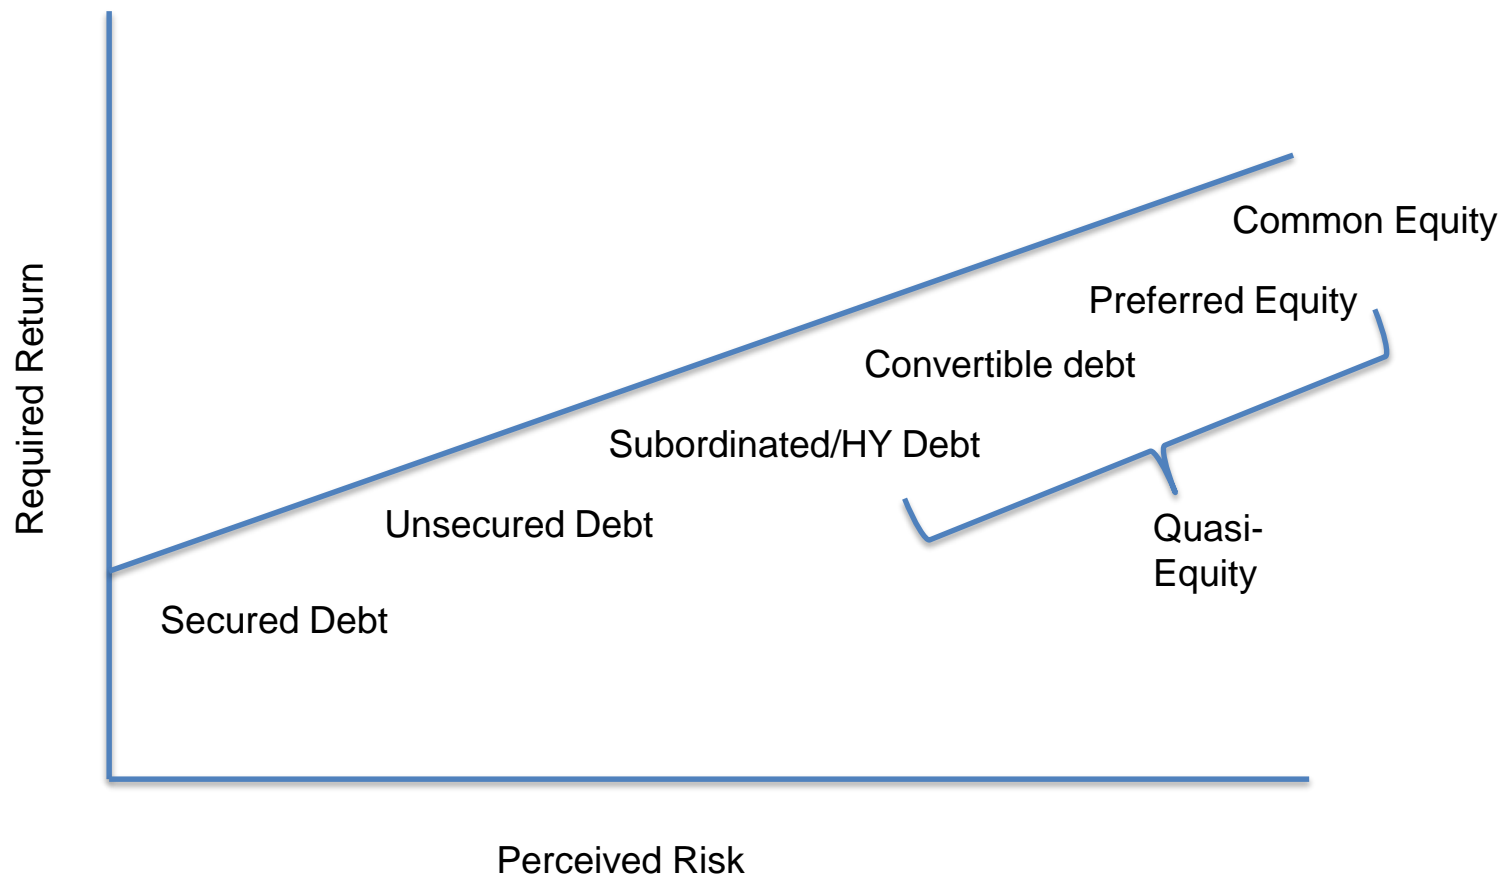 Required Return
Common Equity
Preferred Equity
Convertible debt
Subordinated/HY Debt
Unsecured Debt
Quasi-
Equity
Secured Debt
Perceived Risk